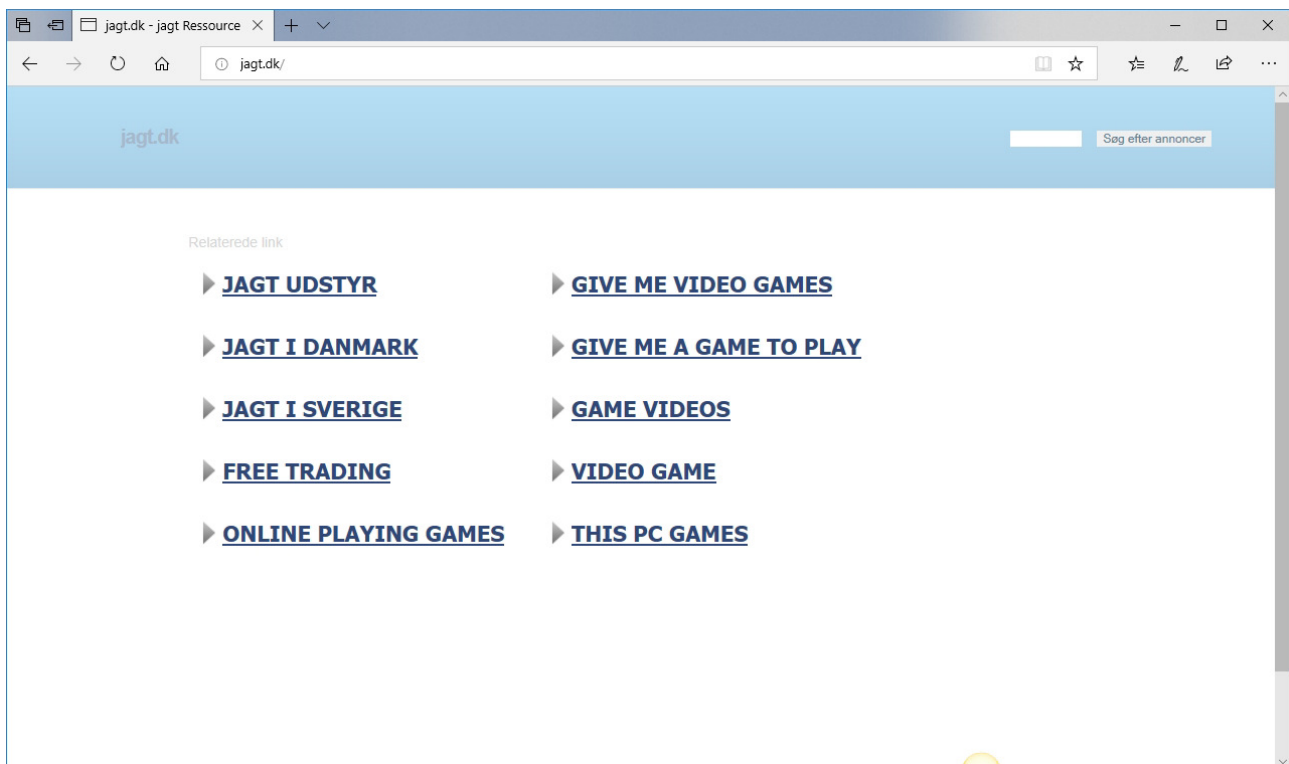 jagt.dk - jagt Ressource
jagt.dk/
jagt.dk
Søg efter annoncer
Relaterede link
JAGT UDSTYR
GIVE ME VIDEO GAMES
JAGT I DANMARK
GIVE ME A GAME TO PLAY
JAGT I SVERIGE
GAME VIDEOS
FREE TRADING
VIDEO GAME
ONLINE PLAYING GAMES
THIS PC GAMES